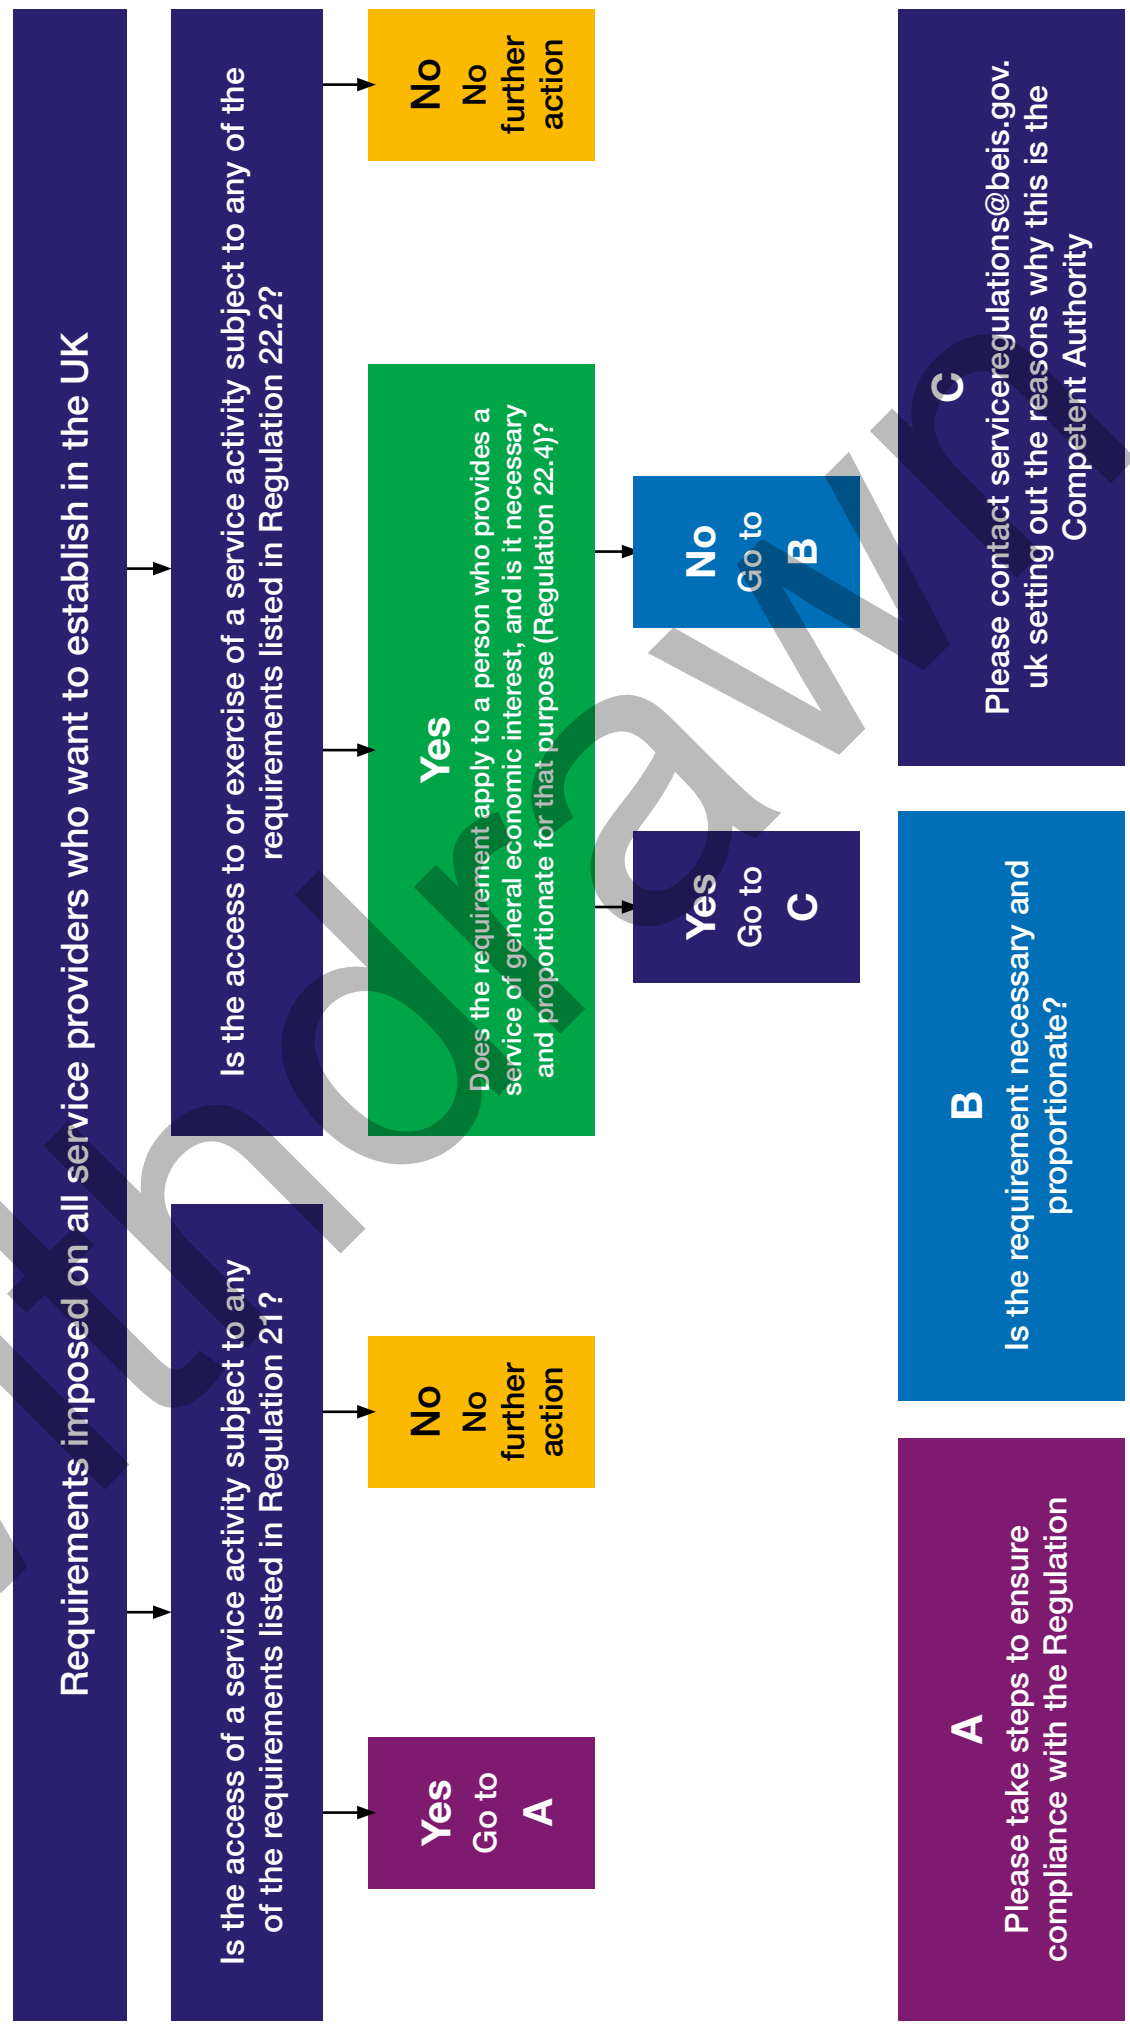 Requirements imposed on all service providers who want to establish in the UK
Is the access of a service activity subject to any
of the requirements listed in Regulation 21?
Is the access to or exercise of a service activity subject to any of the
requirements listed in Regulation 22.2?
Yes
Go to
A
No
No
further
action
Yes
Does the requirement apply to a person who provides a
service of general economic interest, and is it necessary
and proportionate for that purpose (Regulation 22.4)?
No
No
further
action
Yes
Go to
C
No
Go to
B
A
Please take steps to ensure
compliance with the Regulation
B
Is the requirement necessary and
proportionate?
C
Please contact serviceregulations@beis.gov.
uk setting out the reasons why this is the
Competent Authority